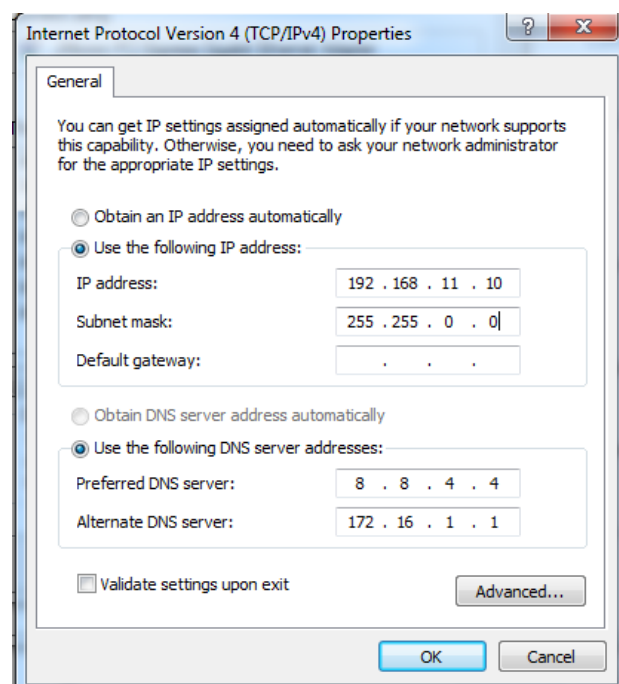 Internet Protocol Version 4 (TCP/IPv4) Properties
General
You can get IP settings assigned automatically if your network supports
this capability. Otherwise, you need to ask your network administrator
for the appropriate IP settings.
Obtain an IP address automatically
Use the following IP address:
IP address: 192 . 168 . 11 . 10
Subnet mask: 255 . 255 . 0 . 0
Default gateway: . . .
Obtain DNS server address automatically
Use the following DNS server addresses:
Preferred DNS server: 8 . 8 . 4 . 4
Alternate DNS server: 172 . 16 . 1 . 1
Validate settings upon exit
Advanced...
OK Cancel